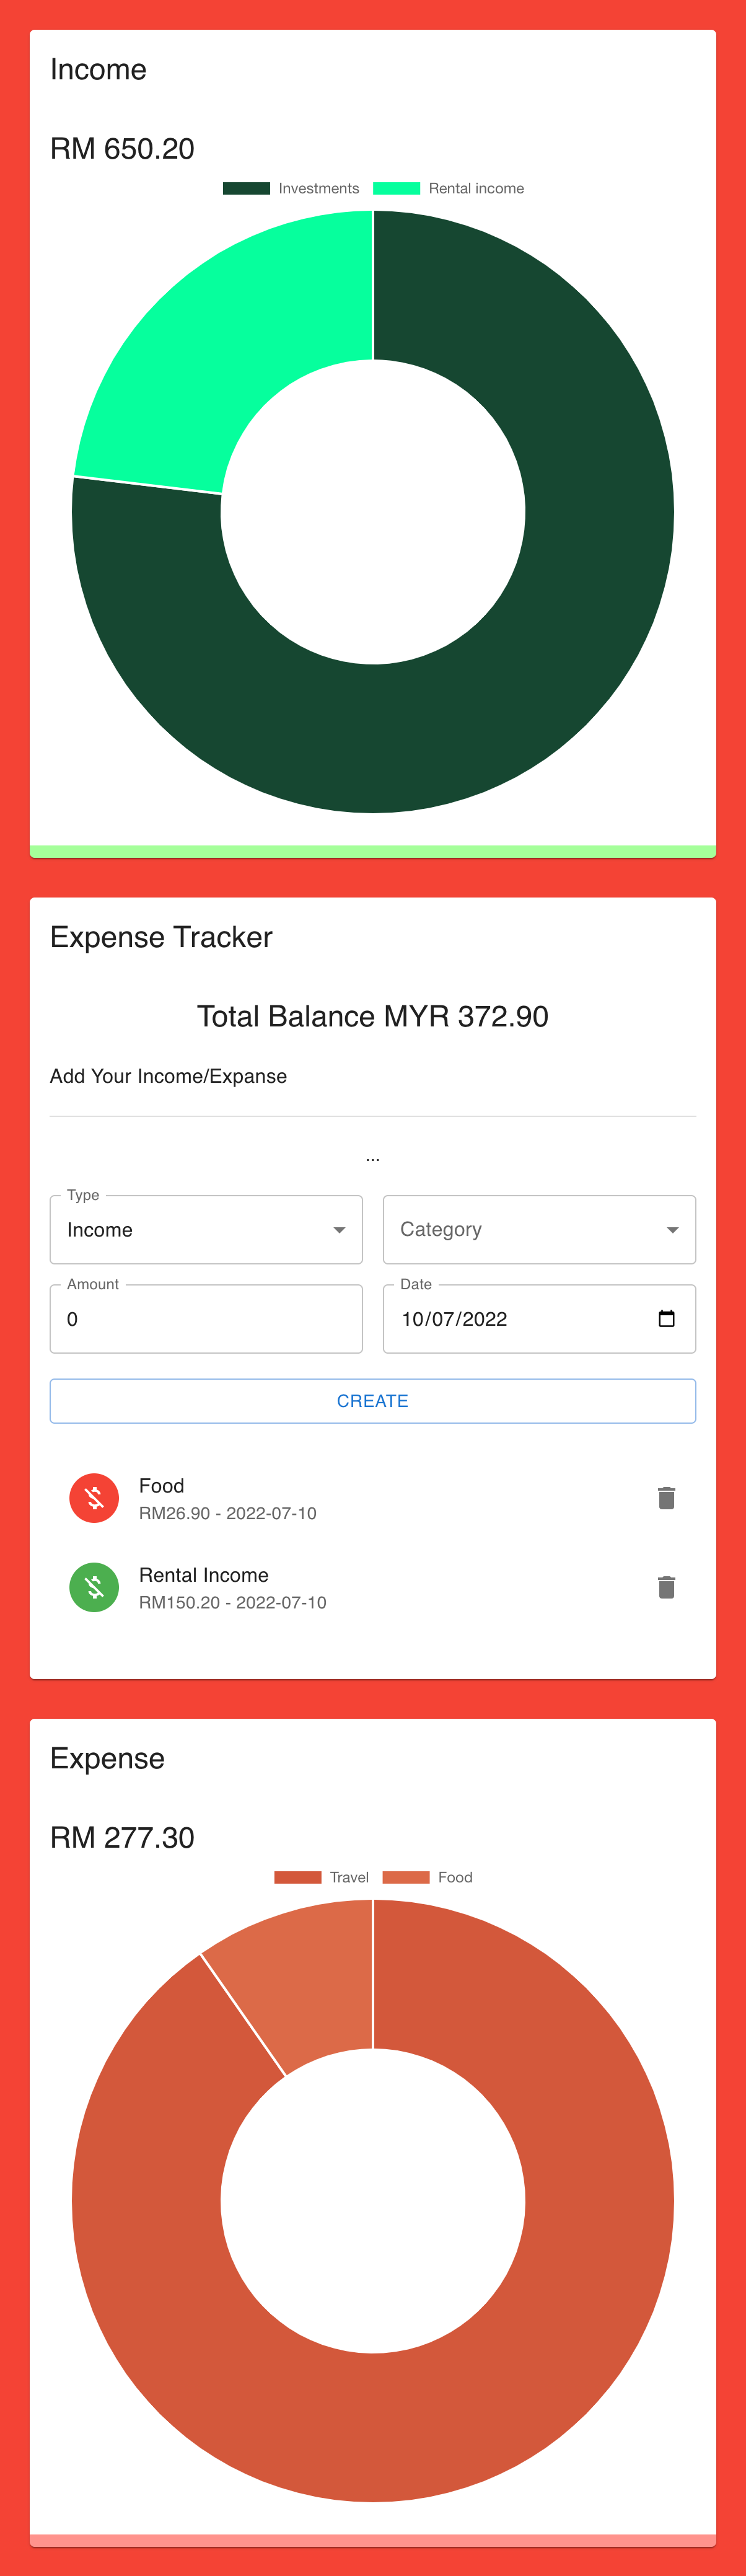 Income
RM 650.20
Investments Rental income
Expense Tracker
Total Balance MYR 372.90
Add Your Income/Expanse
...
Type
Income
Category
Amount
0
Date
10/07/2022
CREATE
Food
RM26.90 - 2022-07-10
Rental Income
RM150.20 - 2022-07-10
Expense
RM 277.30
Travel Food